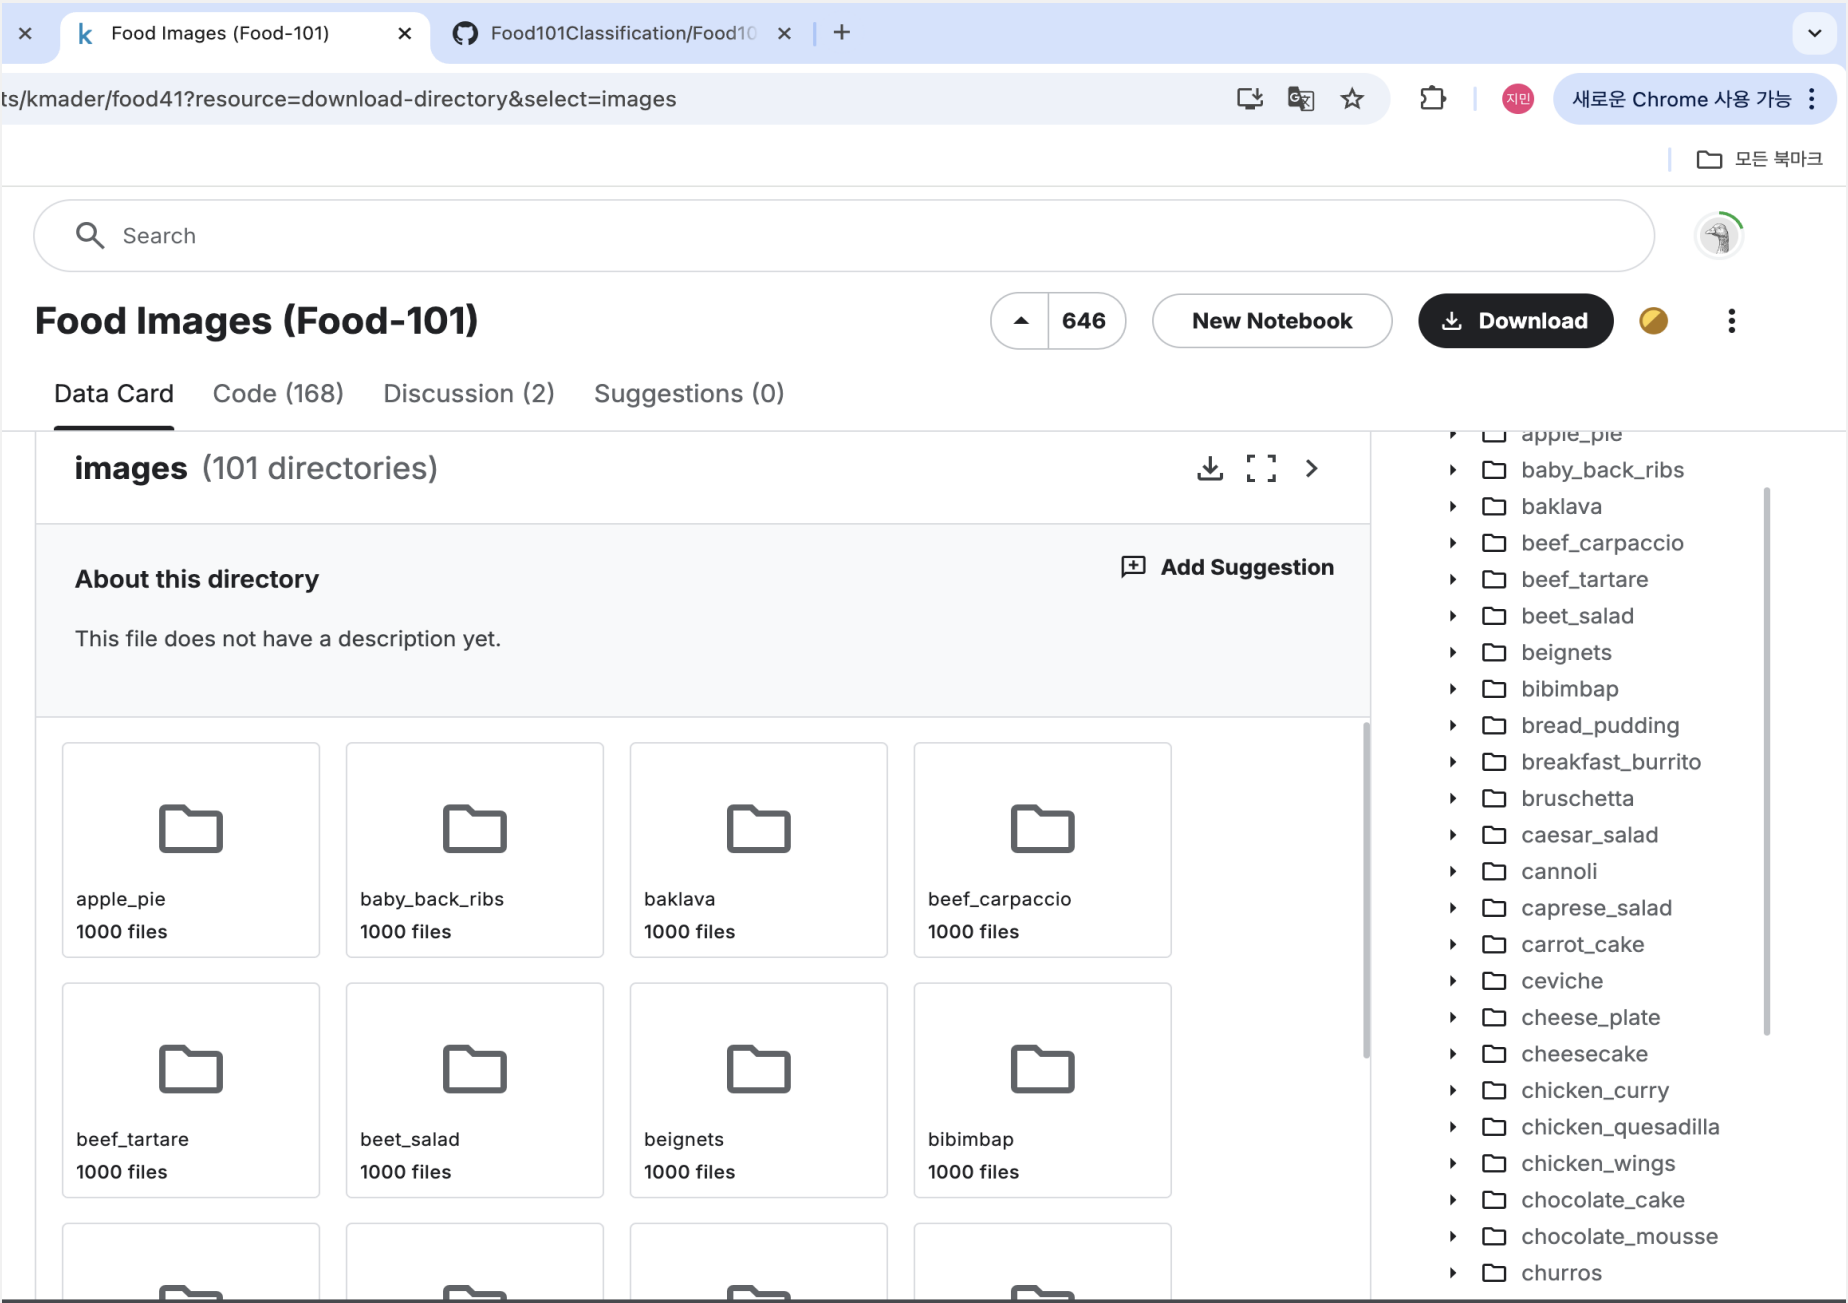 Food Images (Food-101)
Food101Classification/Food10
ts/kmader/food41?resource=download-directory&select=images
지민
새로운 Chrome 사용 가능
모든 북마크
Search
Food Images (Food-101)
646
New Notebook
Download
Data Card
Code (168)
Discussion (2)
Suggestions (0)
images (101 directories)
About this directory
Add Suggestion
This file does not have a description yet.
apple_pie
1000 files
baby_back_ribs
1000 files
baklava
1000 files
beef_carpaccio
1000 files
beef_tartare
1000 files
beet_salad
1000 files
beignets
1000 files
bibimbap
1000 files
apple_pie
baby_back_ribs
baklava
beef_carpaccio
beef_tartare
beet_salad
beignets
bibimbap
bread_pudding
breakfast_burrito
bruschetta
caesar_salad
cannoli
caprese_salad
carrot_cake
ceviche
cheese_plate
cheesecake
chicken_curry
chicken_quesadilla
chicken_wings
chocolate_cake
chocolate_mousse
churros